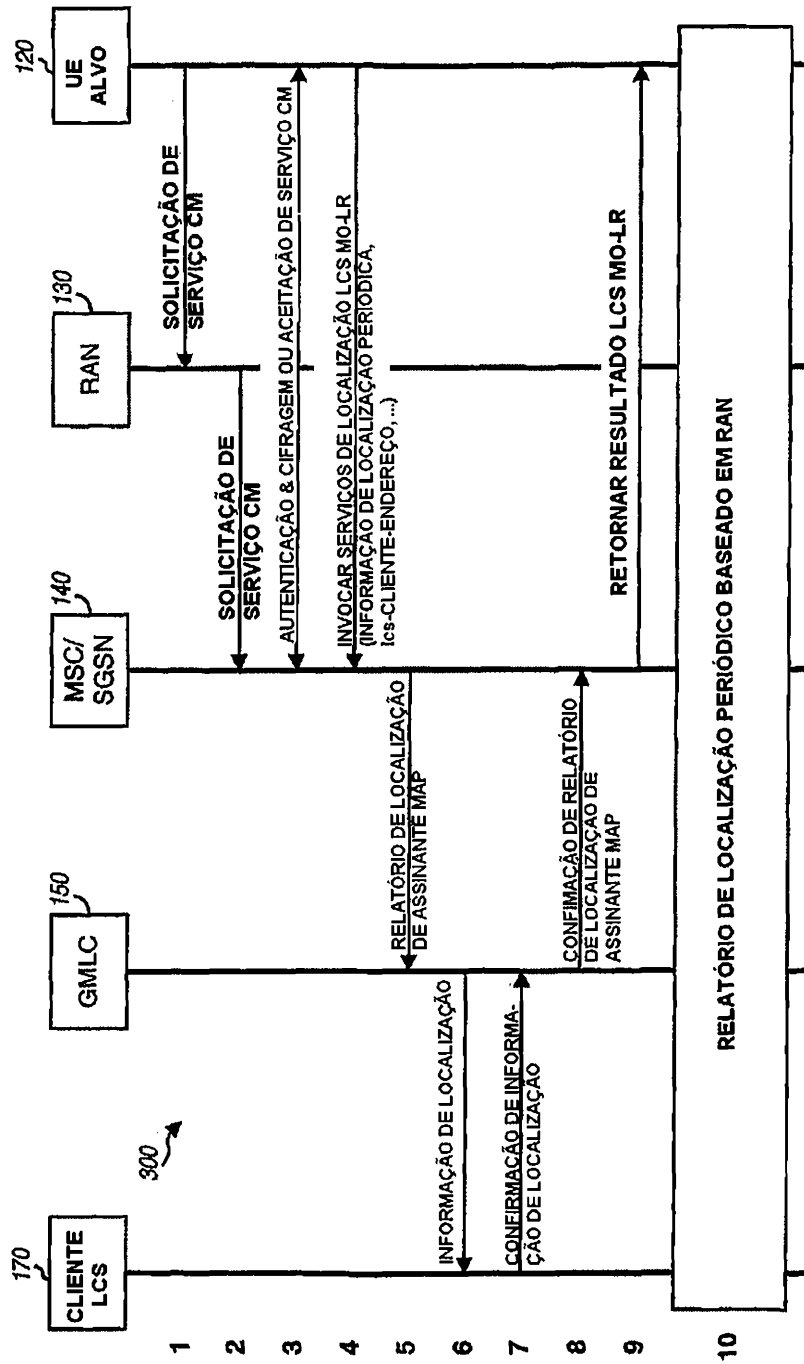 170
CLIENTE
LCS
150
GMLC
140
MSC/
SGSN
130
RAN
120
UE
ALVO
300
1
SOLICITAÇÃO DE
SERVIÇO CM
2
SOLICITAÇÃO DE
SERVIÇO CM
3
AUTENTICAÇÃO & CIFRAGEM OU ACEITAÇÃO DE SERVIÇO CM
4
INVOCAR SERVIÇOS DE LOCALIZAÇÃO LCS MO-LR
(INFORMAÇÃO DE LOCALIZAÇÃO PERIÓDICA,
lcs-CLIENTE-ENDEREÇO, ...)
5
RELATÓRIO DE LOCALIZAÇÃO
DE ASSINANTE MAP
6
INFORMAÇÃO DE LOCALIZAÇÃO
7
CONFIRMAÇÃO DE INFORMA-
ÇÃO DE LOCALIZAÇÃO
8
CONFIMAÇÃO DE RELATÓRIO
DE LOCALIZAÇÃO DE
ASSINANTE MAP
9
RETORNAR RESULTADO LCS MO-LR
10
RELATÓRIO DE LOCALIZAÇÃO PERIÓDICO BASEADO EM RAN